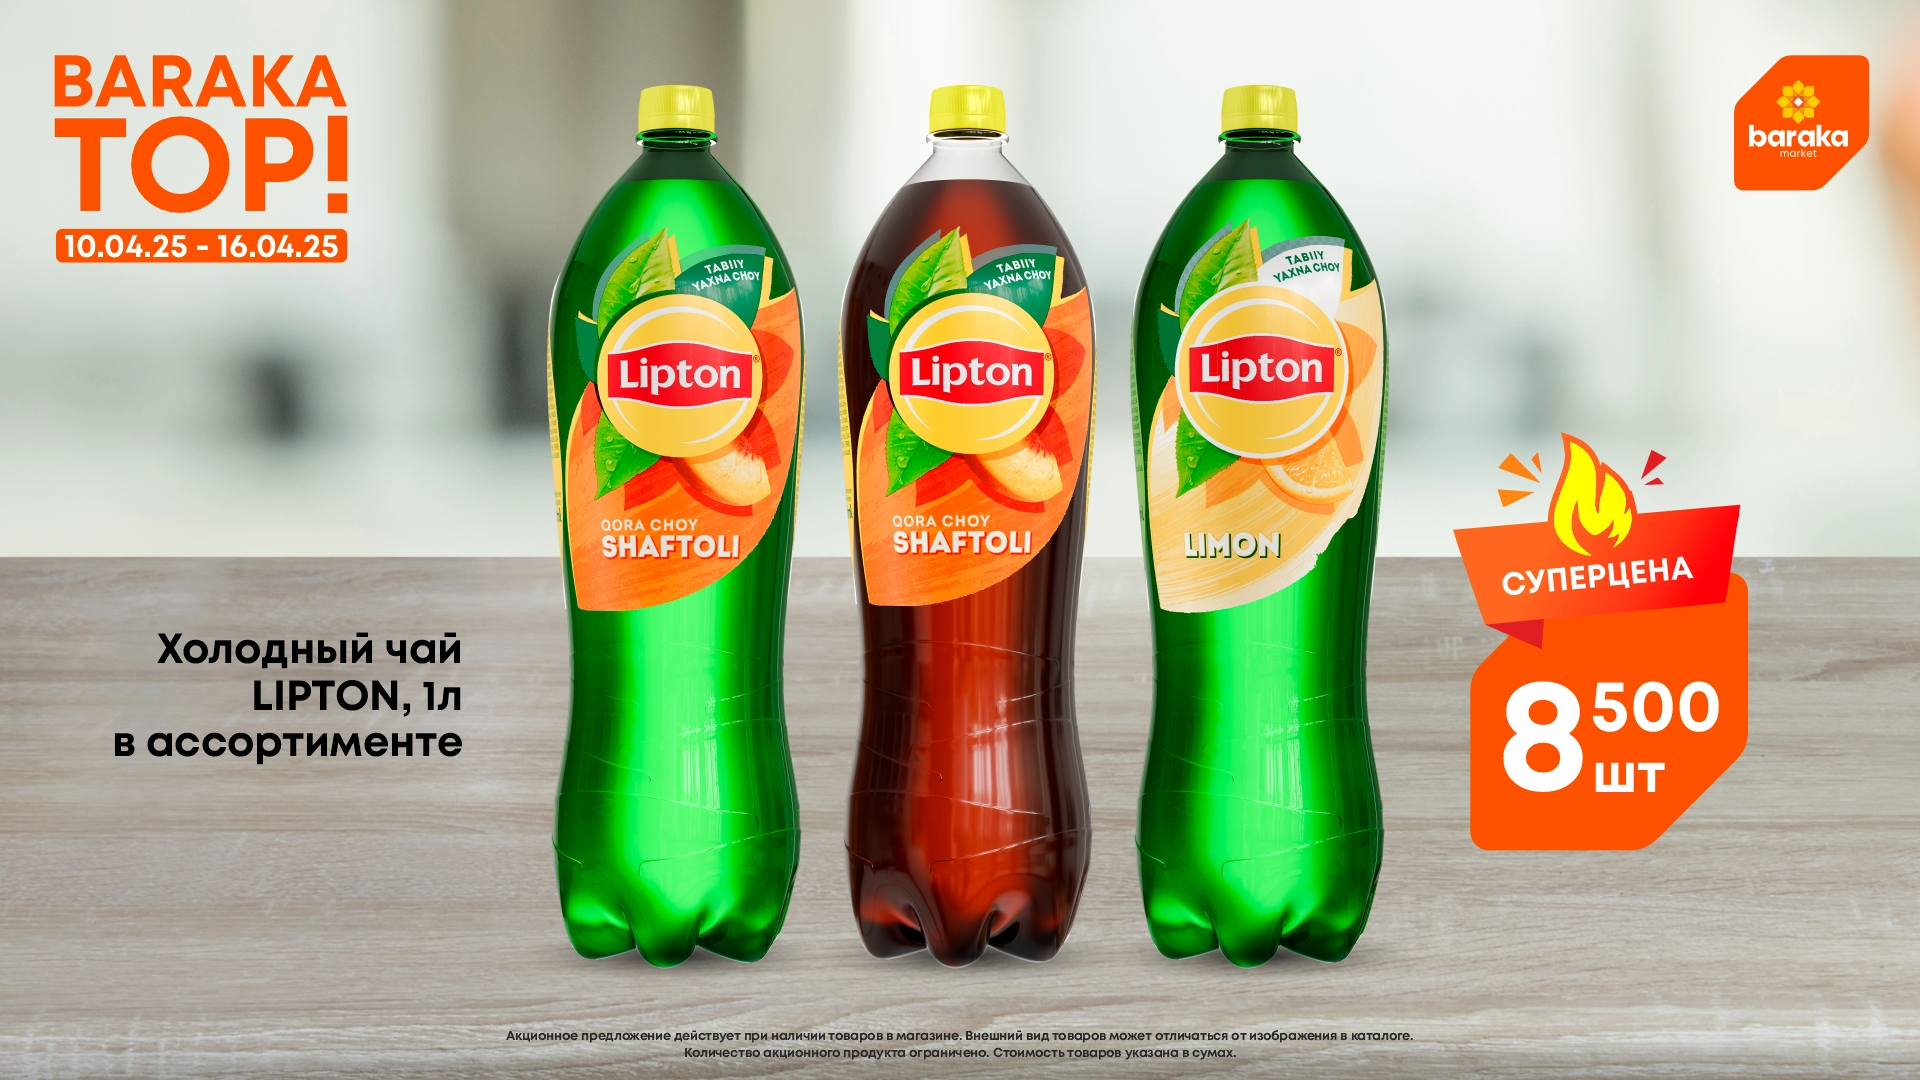 BARAKA
TOP!
10.04.25 - 16.04.25
baraka
market
TABIIY
YAXNA CHOY
Lipton
QORA CHOY
SHAFTOLI
TABIIY
YAXNA CHOY
Lipton
QORA CHOY
SHAFTOLI
TABIIY
YAXNA CHOY
Lipton
LIMON
Холодный чай
LIPTON, 1л
в ассортименте
СУПЕРЦЕНА
8 500
шт
Акционное предложение действует при наличии товаров в магазине. Внешний вид товаров может отличаться от изображения в каталоге.
Количество акционного продукта ограничено. Стоимость товаров указана в сумах.